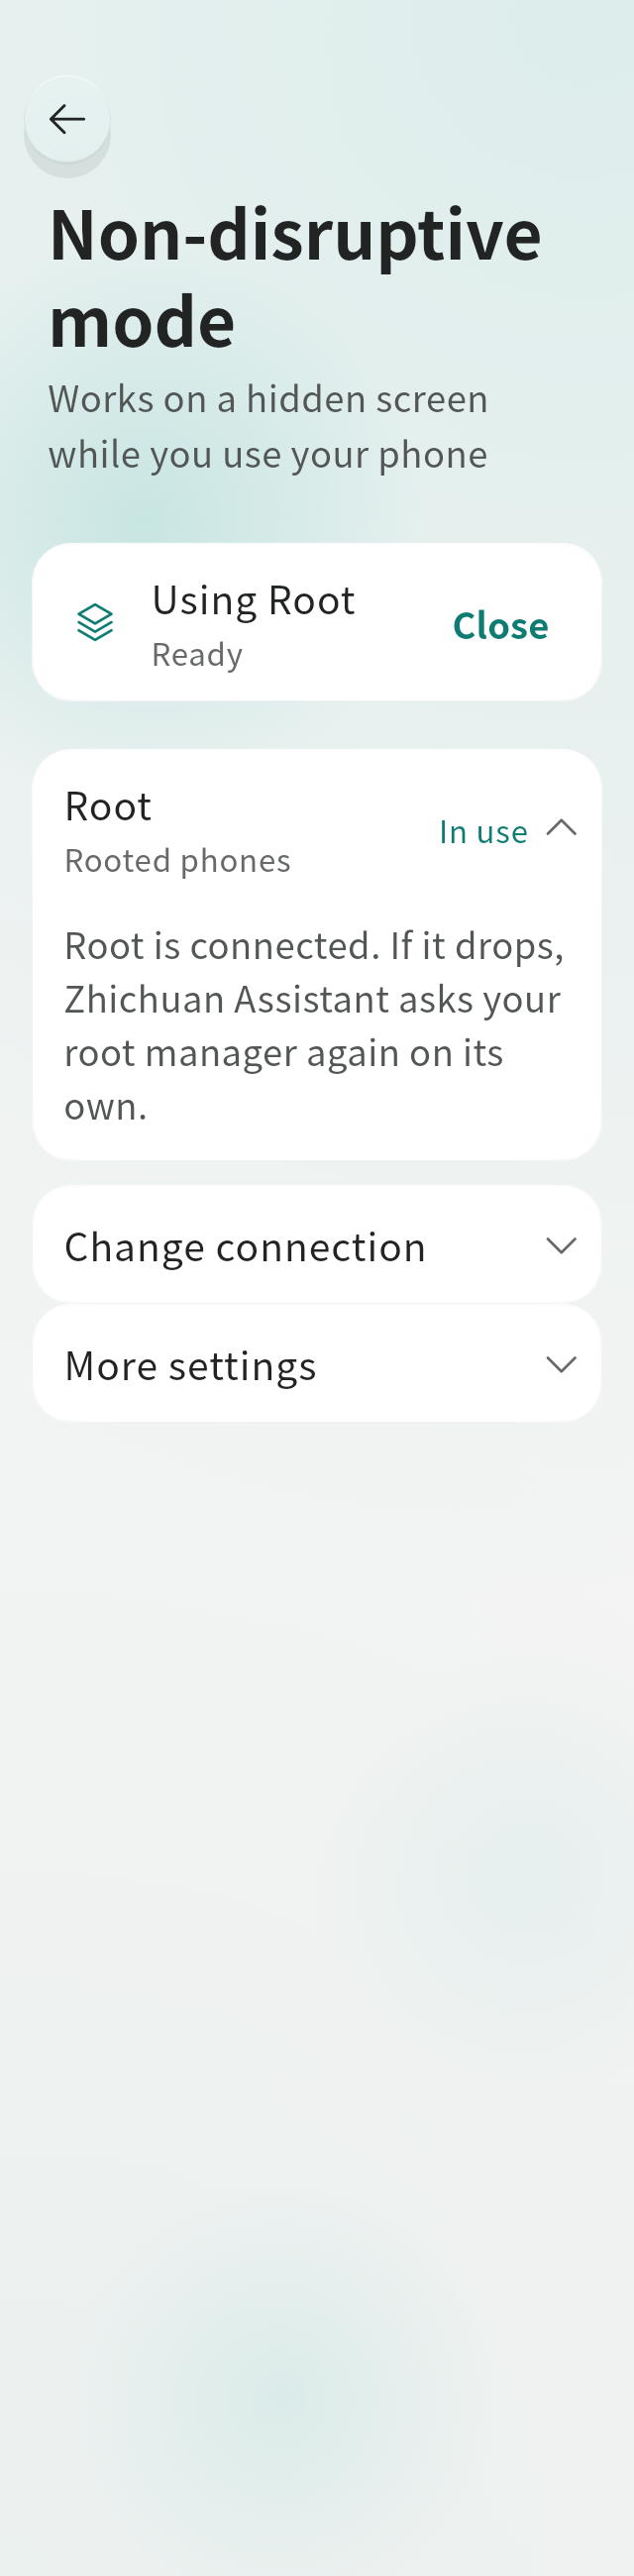 Non-disruptive
mode
Works on a hidden screen
while you use your phone
Using Root
Ready
Close
Root
Rooted phones
In use
Root is connected. If it drops,
Zhichuan Assistant asks your
root manager again on its
own.
Change connection
More settings